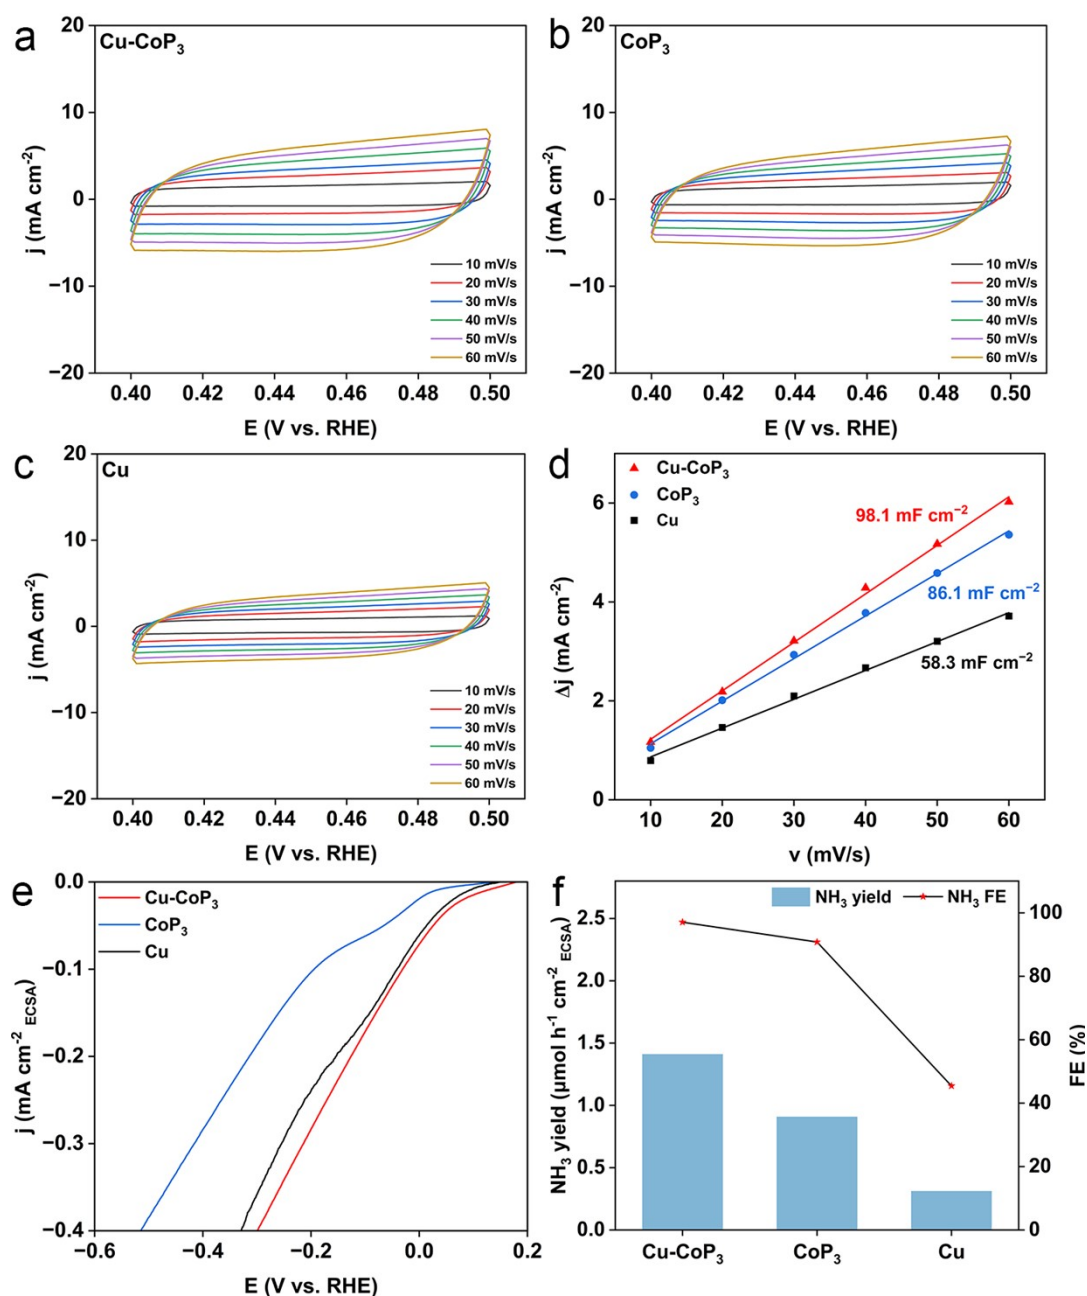 a
Cu-CoP₃
20
10
0
−10
−20
j (mA cm⁻²)
10 mV/s
20 mV/s
30 mV/s
40 mV/s
50 mV/s
60 mV/s
0.40 0.42 0.44 0.46 0.48 0.50
E (V vs. RHE)
b
CoP₃
20
10
0
−10
−20
j (mA cm⁻²)
10 mV/s
20 mV/s
30 mV/s
40 mV/s
50 mV/s
60 mV/s
0.40 0.42 0.44 0.46 0.48 0.50
E (V vs. RHE)
c
Cu
20
10
0
−10
−20
j (mA cm⁻²)
10 mV/s
20 mV/s
30 mV/s
40 mV/s
50 mV/s
60 mV/s
0.40 0.42 0.44 0.46 0.48 0.50
E (V vs. RHE)
d
Cu-CoP₃
CoP₃
Cu
98.1 mF cm⁻²
86.1 mF cm⁻²
58.3 mF cm⁻²
6
4
2
0
Δj (mA cm⁻²)
10 20 30 40 50 60
v (mV/s)
e
Cu-CoP₃
CoP₃
Cu
0.0
−0.1
−0.2
−0.3
−0.4
j (mA cm⁻² ECSA)
−0.6 −0.4 −0.2 0.0 0.2
E (V vs. RHE)
f
NH₃ yield
NH₃ FE
2.5
2.0
1.5
1.0
0.5
0.0
NH₃ yield (μmol h⁻¹ cm⁻² ECSA)
100
80
60
40
20
0
FE (%)
Cu-CoP₃ CoP₃ Cu